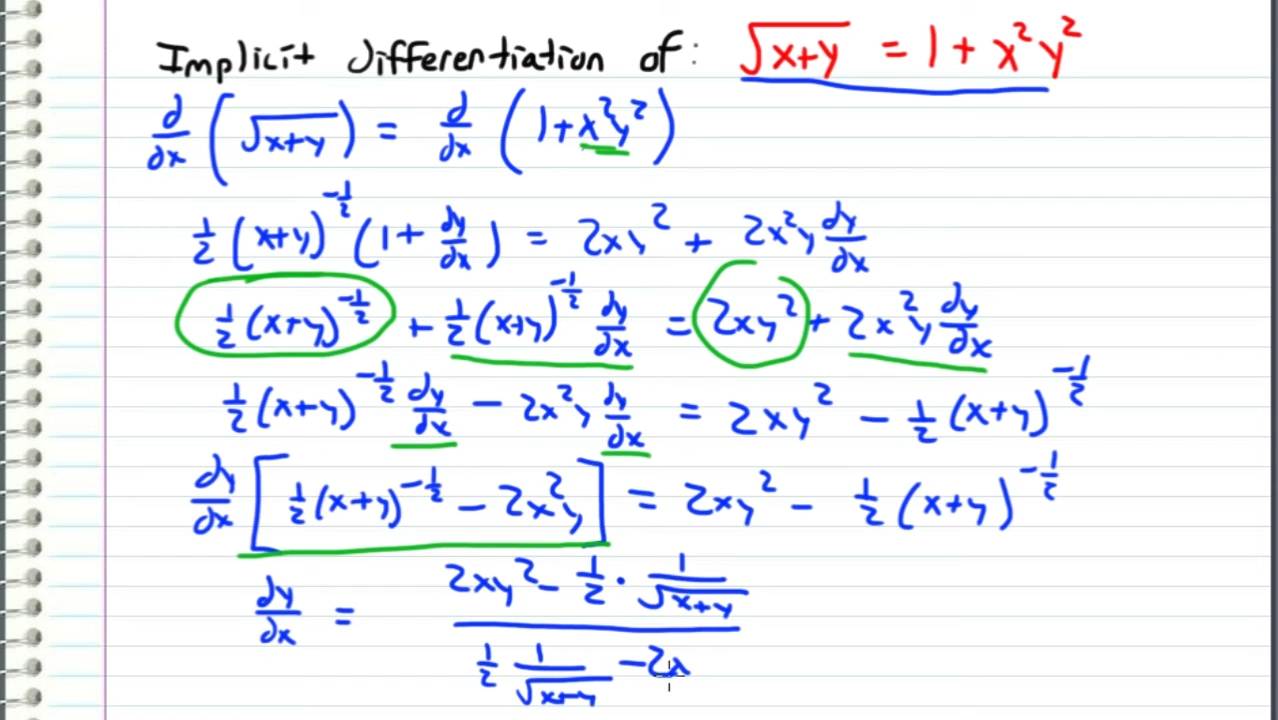 Implicit differentiation of: √(x+y) = 1 + x²y²
d/dx (√(x+y)) = d/dx (1 + x²y²)
½ (x+y)^(-½) (1 + dy/dx) = 2xy² + 2x²y dy/dx
½ (x+y)^(-½) + ½ (x+y)^(-½) dy/dx = 2xy² + 2x²y dy/dx
½ (x+y)^(-½) dy/dx - 2x²y dy/dx = 2xy² - ½ (x+y)^(-½)
dy/dx [½ (x+y)^(-½) - 2x²y] = 2xy² - ½ (x+y)^(-½)
dy/dx = (2xy² - ½ · 1/√(x+y)) / (½ 1/√(x+y) - 2x